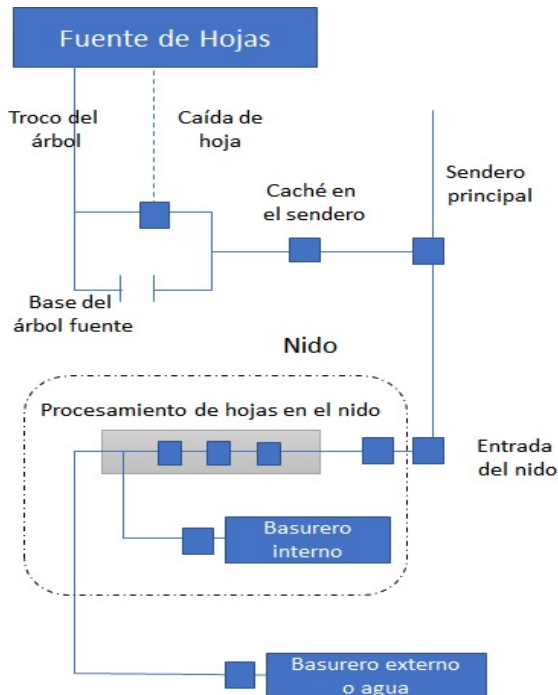 Fuente de Hojas
Troco del
árbol
Caída de
hoja
Sendero
principal
Caché en
el sendero
Base del
árbol fuente
Nido
Procesamiento de hojas en el nido
Entrada
del nido
Basurero
interno
Basurero externo
o agua